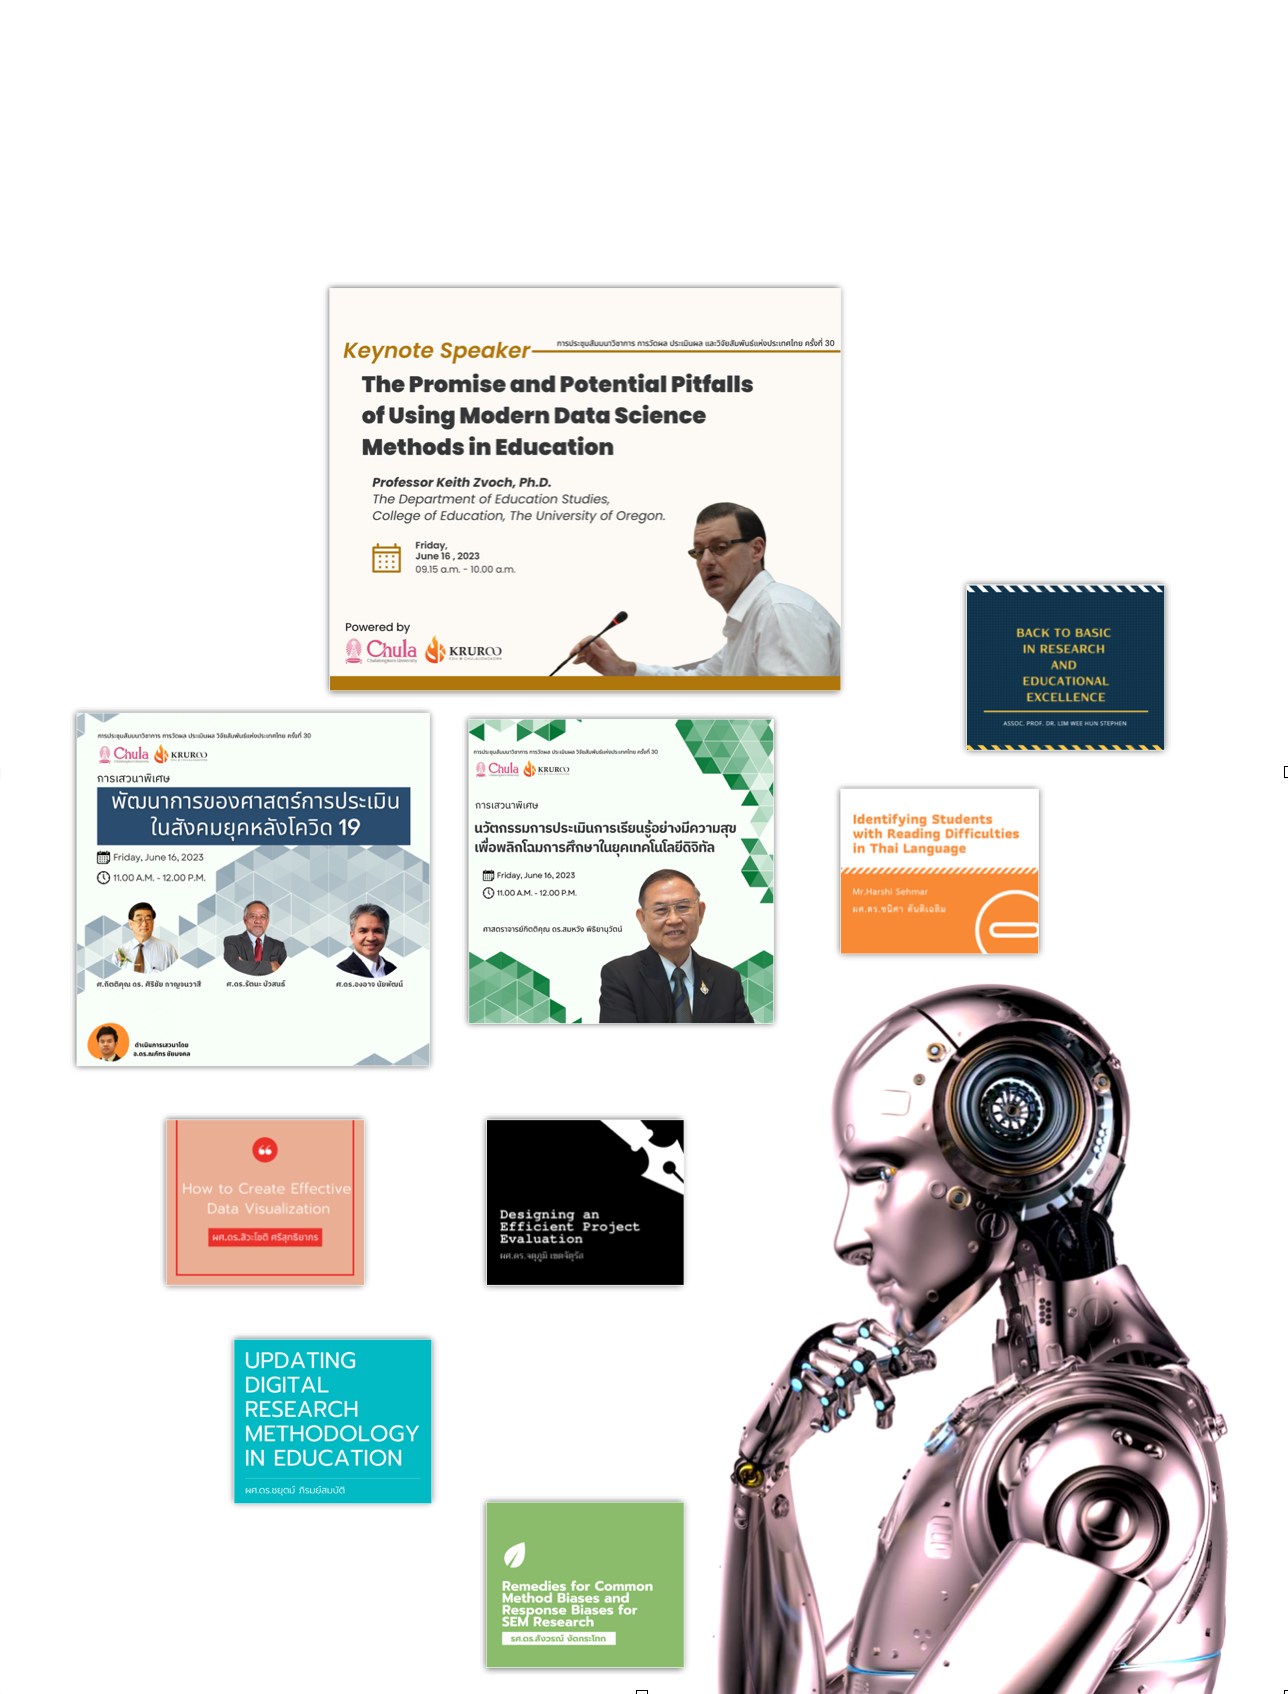 Keynote Speaker
การประชุมสัมมนาวิชาการ การวัดผล ประเมินผล และวิจัยสัมพันธ์แห่งประเทศไทย ครั้งที่ 30
The Promise and Potential Pitfalls
of Using Modern Data Science
Methods in Education
Professor Keith Zvoch, Ph.D.
The Department of Education Studies,
College of Education, The University of Oregon.
Friday,
June 16 , 2023
09.15 a.m. - 10.00 a.m.
Powered by
Chula
Chulalongkorn University
KRUROO
BACK TO BASIC
IN RESEARCH
AND
EDUCATIONAL
EXCELLENCE
ASSOC. PROF. DR. LIM WEE HUN STEPHEN
การประชุมสัมมนาวิชาการ การวัดผล ประเมินผล วิจัยสัมพันธ์แห่งประเทศไทย ครั้งที่ 30
Chula
KRUROO
การเสวนาพิเศษ
พัฒนาการของศาสตร์การประเมิน
ในสังคมยุคหลังโควิด 19
Friday, June 16, 2023
11.00 A.M. - 12.00 P.M.
ศ.กิตติคุณ ดร. ศิริชัย กาญจนวาสี
ศ.ดร.รัตนะ บัวสนธ์
ศ.ดร.องอาจ นัยพัฒน์
ดำเนินการเสวนาโดย
อ.ดร.ณภัทร ชัยมงคล
การประชุมสัมมนาวิชาการ การวัดผล ประเมินผล วิจัยสัมพันธ์แห่งประเทศไทย ครั้งที่ 30
Chula
KRUROO
การเสวนาพิเศษ
นวัตกรรมการประเมินการเรียนรู้อย่างมีความสุข
เพื่อพลิกโฉมการศึกษาในยุคเทคโนโลยีดิจิทัล
Friday, June 16, 2023
11.00 A.M. - 12.00 P.M.
ศาสตราจารย์กิตติคุณ ดร.สมหวัง พิธิยานุวัฒน์
Identifying Students
with Reading Difficulties
in Thai Language
Mr.Harshi Sehmar
ผศ.ดร.ชนิศา ตันติเฉลิม
How to Create Effective
Data Visualization
ผศ.ดร.สิวะโชติ ศรีสุทธิยากร
Designing an
Efficient Project
Evaluation
ผศ.ดร.จตุภูมิ เขตจัตุรัส
UPDATING
DIGITAL
RESEARCH
METHODOLOGY
IN EDUCATION
ผศ.ดร.ชยุตม์ ภิรมย์สมบัติ
Remedies for Common
Method Biases and
Response Biases for
SEM Research
รศ.ดร.สังวรณ์ งัดกระโทก